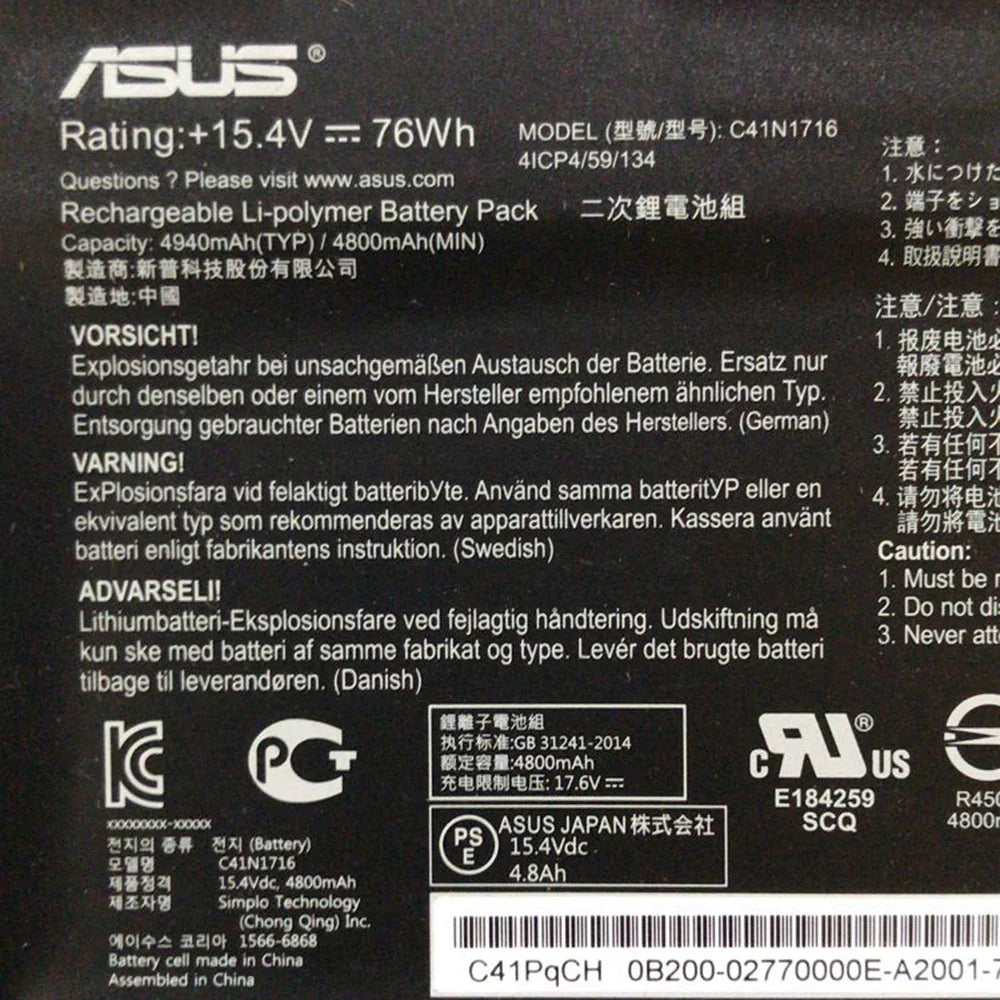 ASUS®
Rating:+15.4V ⎓ 76Wh
MODEL (型號/型号): C41N1716
4ICP4/59/134
Questions ? Please visit www.asus.com
Rechargeable Li-polymer Battery Pack 二次鋰電池組
Capacity: 4940mAh(TYP) / 4800mAh(MIN)
製造商:新普科技股份有限公司
製造地:中國
VORSICHT!
Explosionsgetahr bei unsachgemäßen Austausch der Batterie. Ersatz nur
durch denselben oder einem vom Hersteller empfohlenem ähnlichen Typ.
Entsorgung gebrauchter Batterien nach Angaben des Herstellers. (German)
VARNING!
ExPlosionsfara vid felaktigt batteribУte. Använd samma batteritУP eller en
ekvivalent typ som rekommenderas av apparattillverkaren. Kassera använt
batteri enligt fabrikantens instruktion. (Swedish)
ADVARSELI!
Lithiumbatteri-Eksplosionsfare ved fejlagtig håndtering. Udskiftning må
kun ske med batteri af samme fabrikat og type. Levér det brugte batteri
tilbage til leverandøren. (Danish)
注意：
1. 水につけた
2. 端子をショ
3. 強い衝撃を
4. 取扱説明書
注意/注意：
1. 报废电池必
報廢電池必
2. 禁止投入火
禁止投入火
3. 若有任何不
若有任何不
4. 请勿将电池
請勿將電池
Caution:
1. Must be
2. Do not di
3. Never att
XXXXXXXX-XXXXX
전지의 종류 전지 (Battery)
모델명 C41N1716
제품정격 15.4Vdc, 4800mAh
제조자명 Simplo Technology
(Chong Qing) Inc.
에이수스 코리아 1566-6868
Battery cell made in China
Assembled in China
鋰離子電池組
执行标准:GB 31241-2014
额定容量:4800mAh
充电限制电压: 17.6V⎓
PS
E
ASUS JAPAN株式会社
15.4Vdc
4.8Ah
c RU® US
E184259
SCQ
R450
4800m
C41PqCH 0B200-02770000E-A2001-7